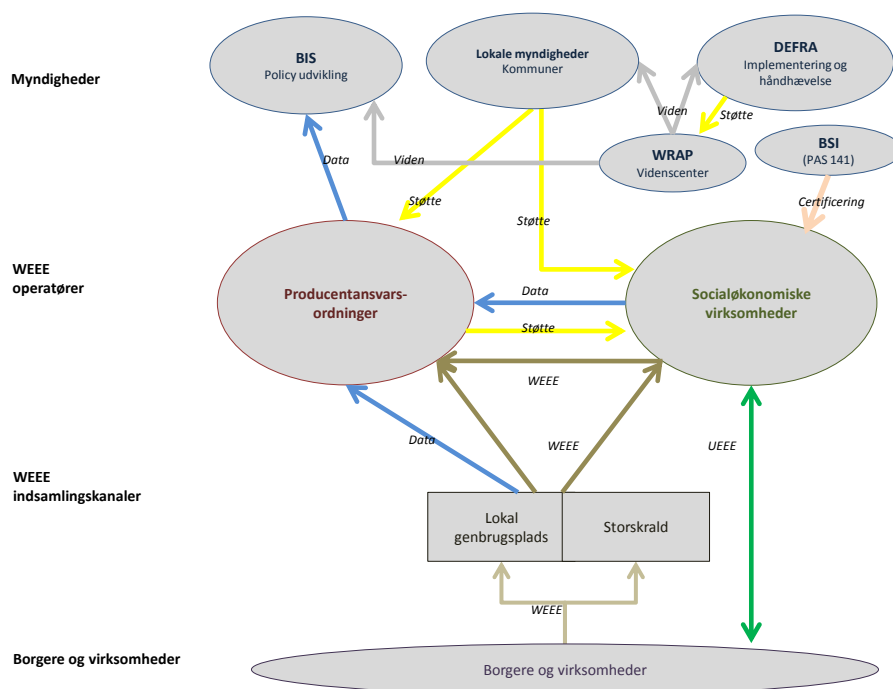 BIS
Policy udvikling
Lokale myndigheder
Kommuner
DEFRA
Implementering og
håndhævelse
Myndigheder
Viden
Støtte
WRAP
Videnscenter
BSI
(PAS 141)
Data
Viden
Støtte
Støtte
Certificering
WEEE
operatører
Producentansvars-
ordninger
Data
Støtte
Socialøkonomiske
virksomheder
WEEE
Data
WEEE
UEEE
WEEE
indsamlingskanaler
Lokal
genbrugsplads
Storskrald
WEEE
Borgere og virksomheder
Borgere og virksomheder